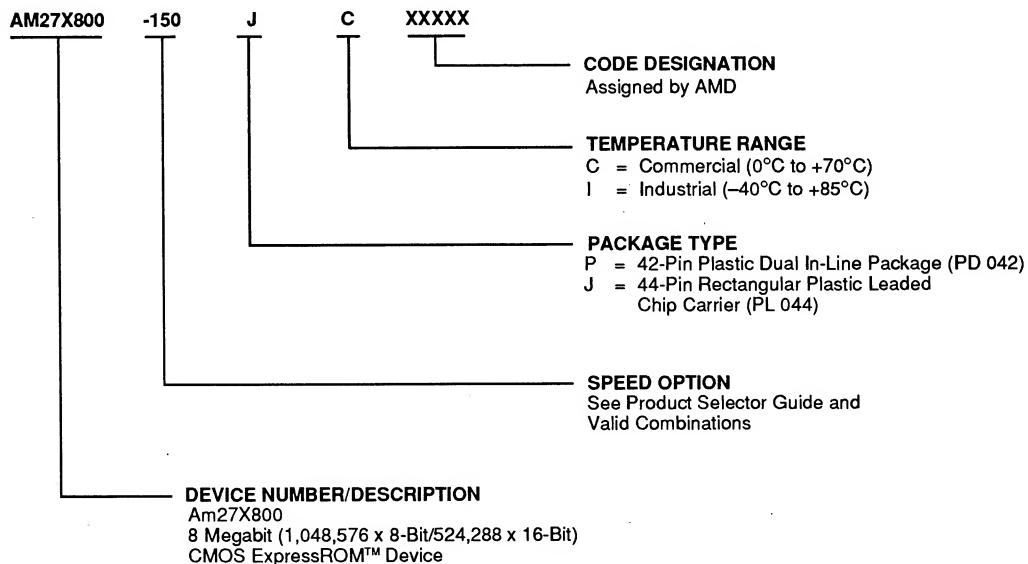 AM27X800 -150 J C XXXXX
CODE DESIGNATION
Assigned by AMD
TEMPERATURE RANGE
C = Commercial (0°C to +70°C)
I = Industrial (–40°C to +85°C)
PACKAGE TYPE
P = 42-Pin Plastic Dual In-Line Package (PD 042)
J = 44-Pin Rectangular Plastic Leaded
Chip Carrier (PL 044)
SPEED OPTION
See Product Selector Guide and
Valid Combinations
DEVICE NUMBER/DESCRIPTION
Am27X800
8 Megabit (1,048,576 x 8-Bit/524,288 x 16-Bit)
CMOS ExpressROM™ Device